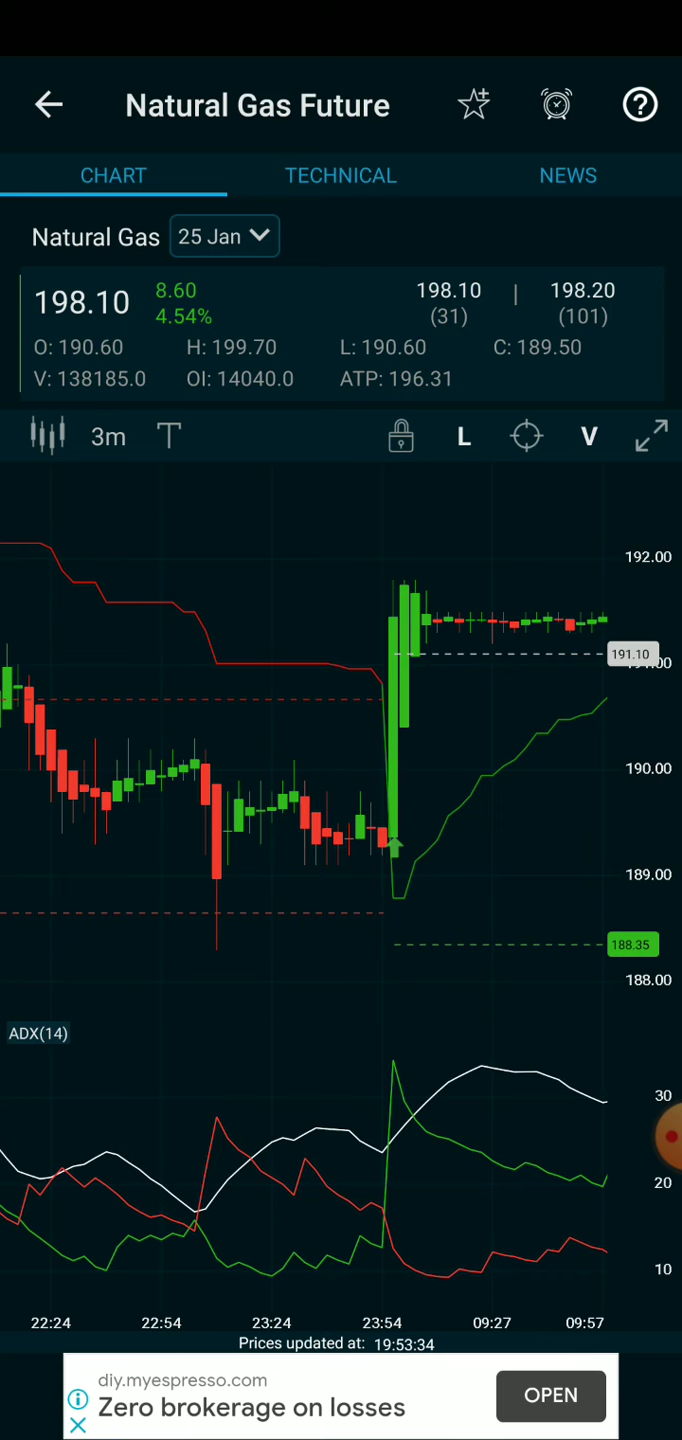 Natural Gas Future
CHART TECHNICAL NEWS
Natural Gas 25 Jan
198.10 8.60 4.54% 198.10 (31) | 198.20 (101)
O: 190.60 H: 199.70 L: 190.60 C: 189.50
V: 138185.0 OI: 14040.0 ATP: 196.31
3m T L V
192.00
191.10
191.00
190.00
189.00
188.35
188.00
ADX(14)
30
20
10
22:24 22:54 23:24 23:54 09:27 09:57
Prices updated at: 19:53:34
diy.myespresso.com
Zero brokerage on losses
OPEN